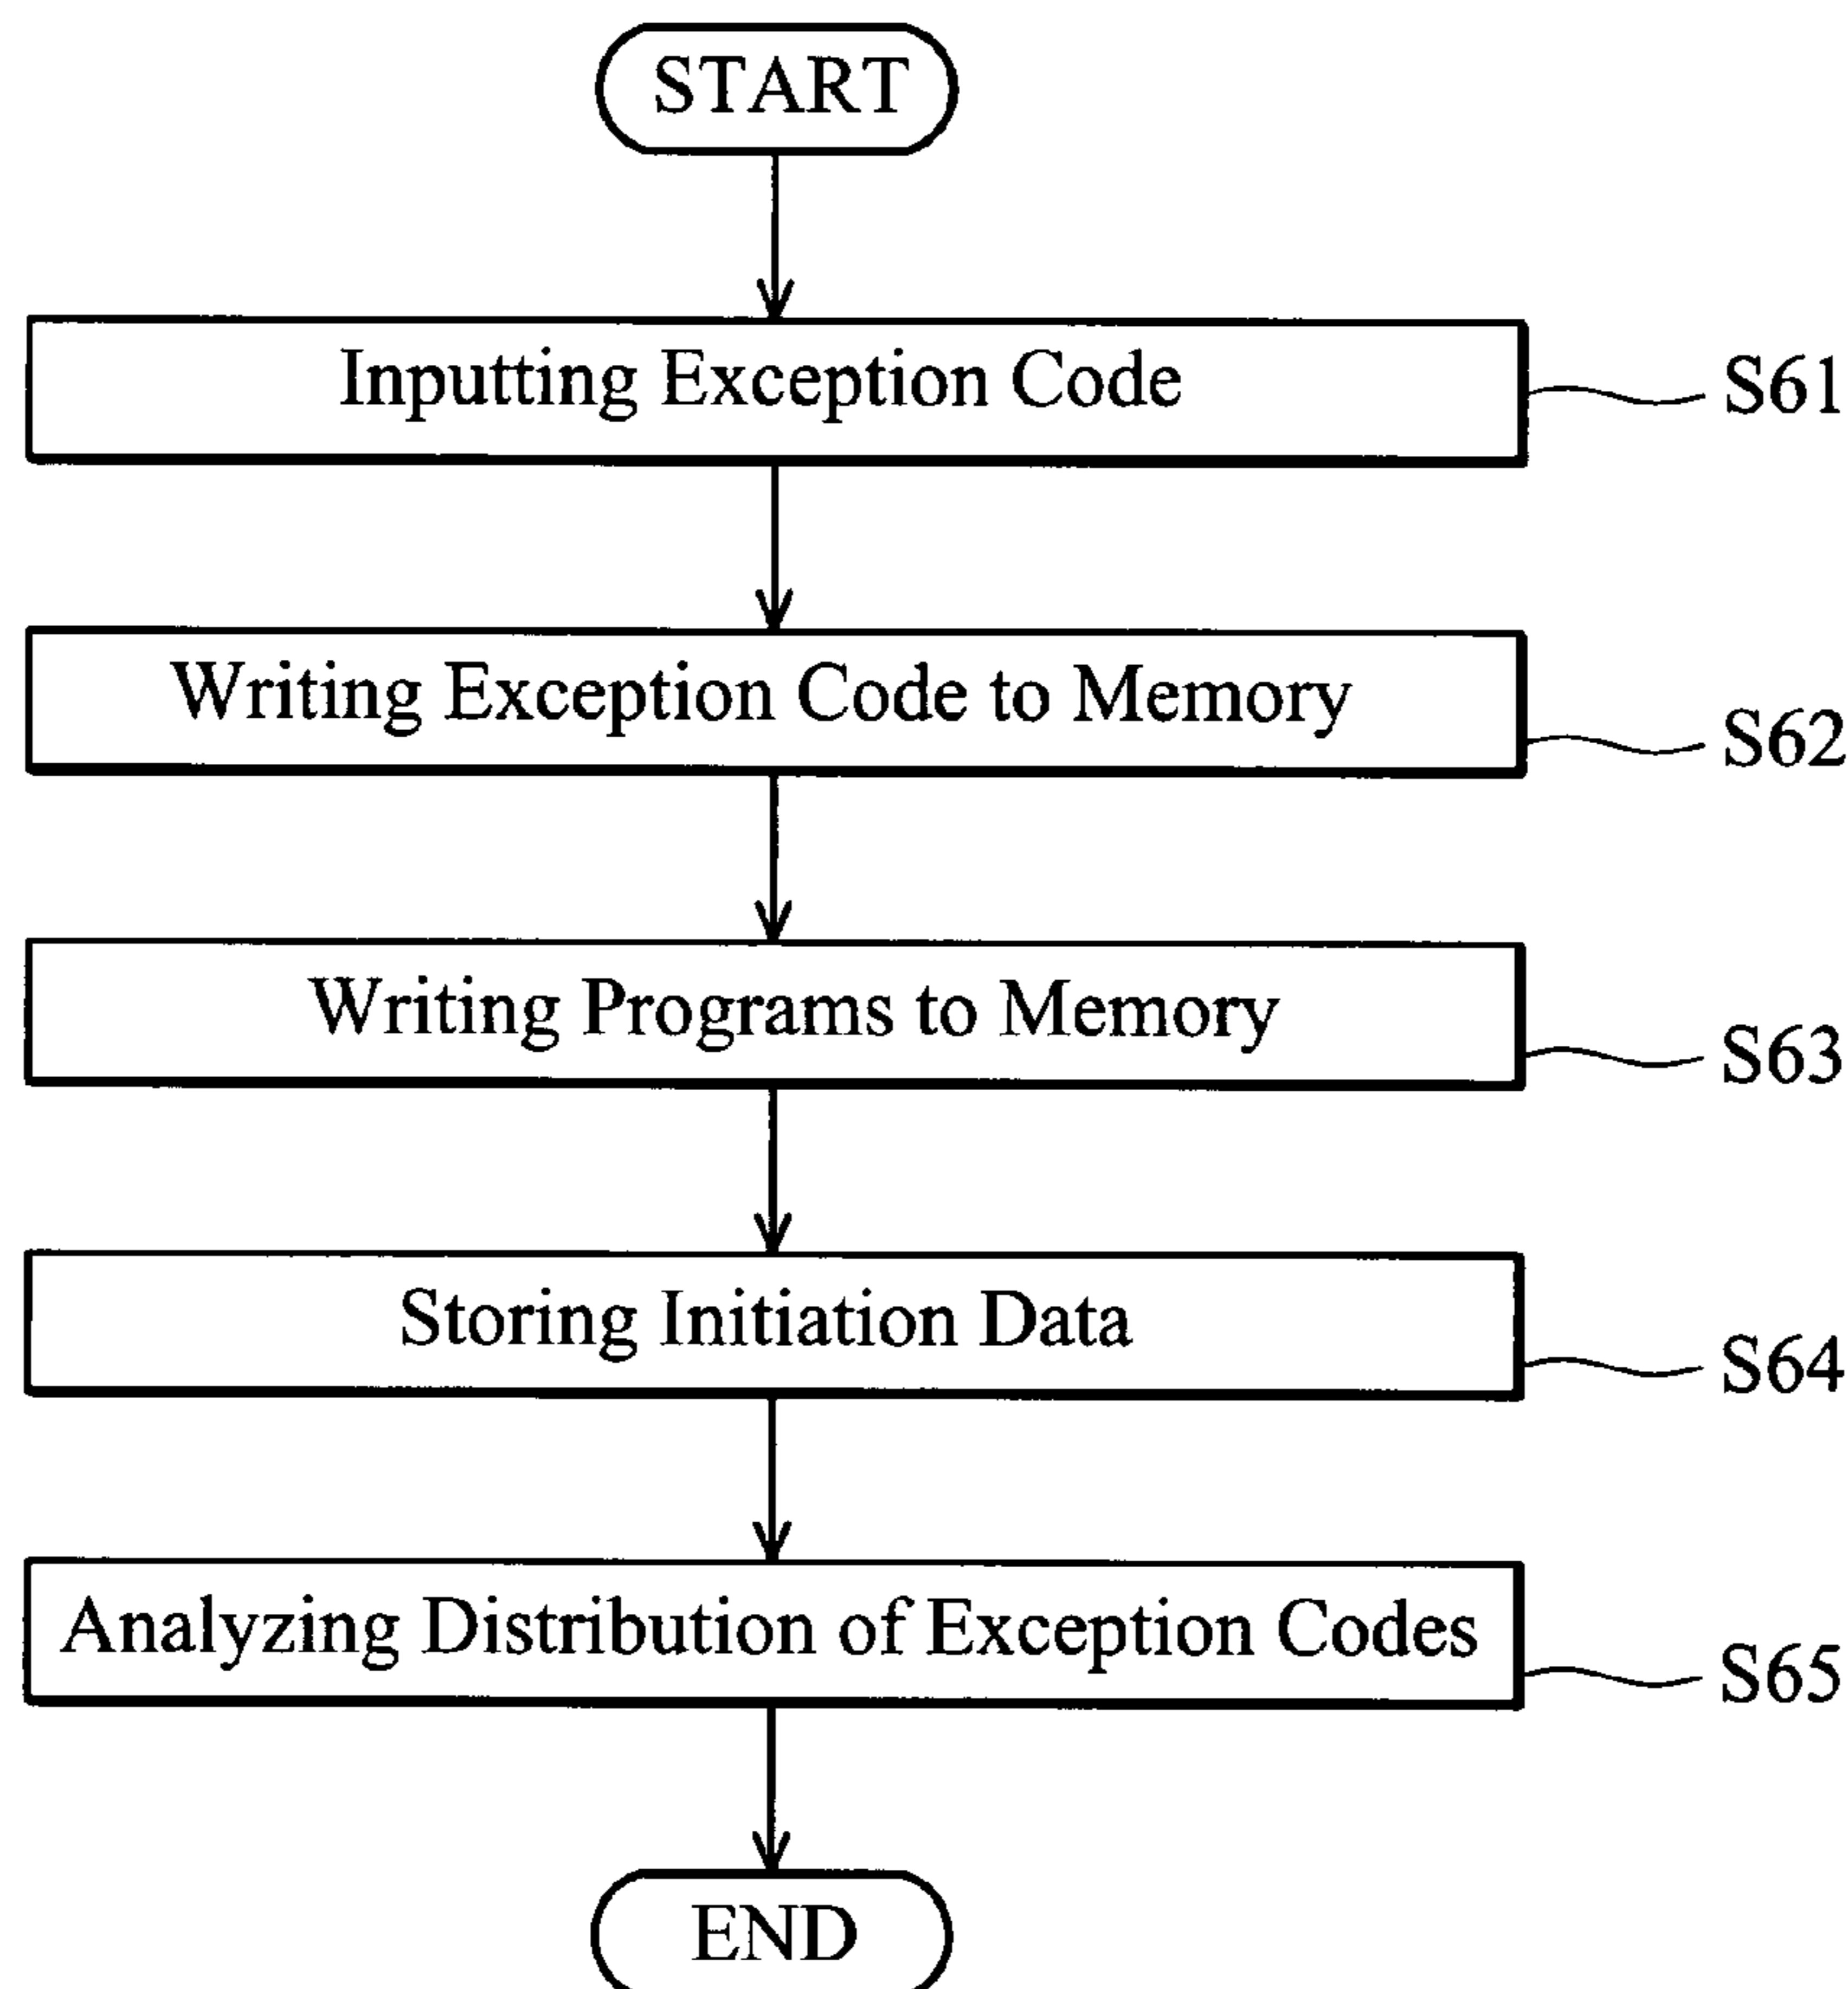 START
Inputting Exception Code
S61
Writing Exception Code to Memory
S62
Writing Programs to Memory
S63
Storing Initiation Data
S64
Analyzing Distribution of Exception Codes
S65
END